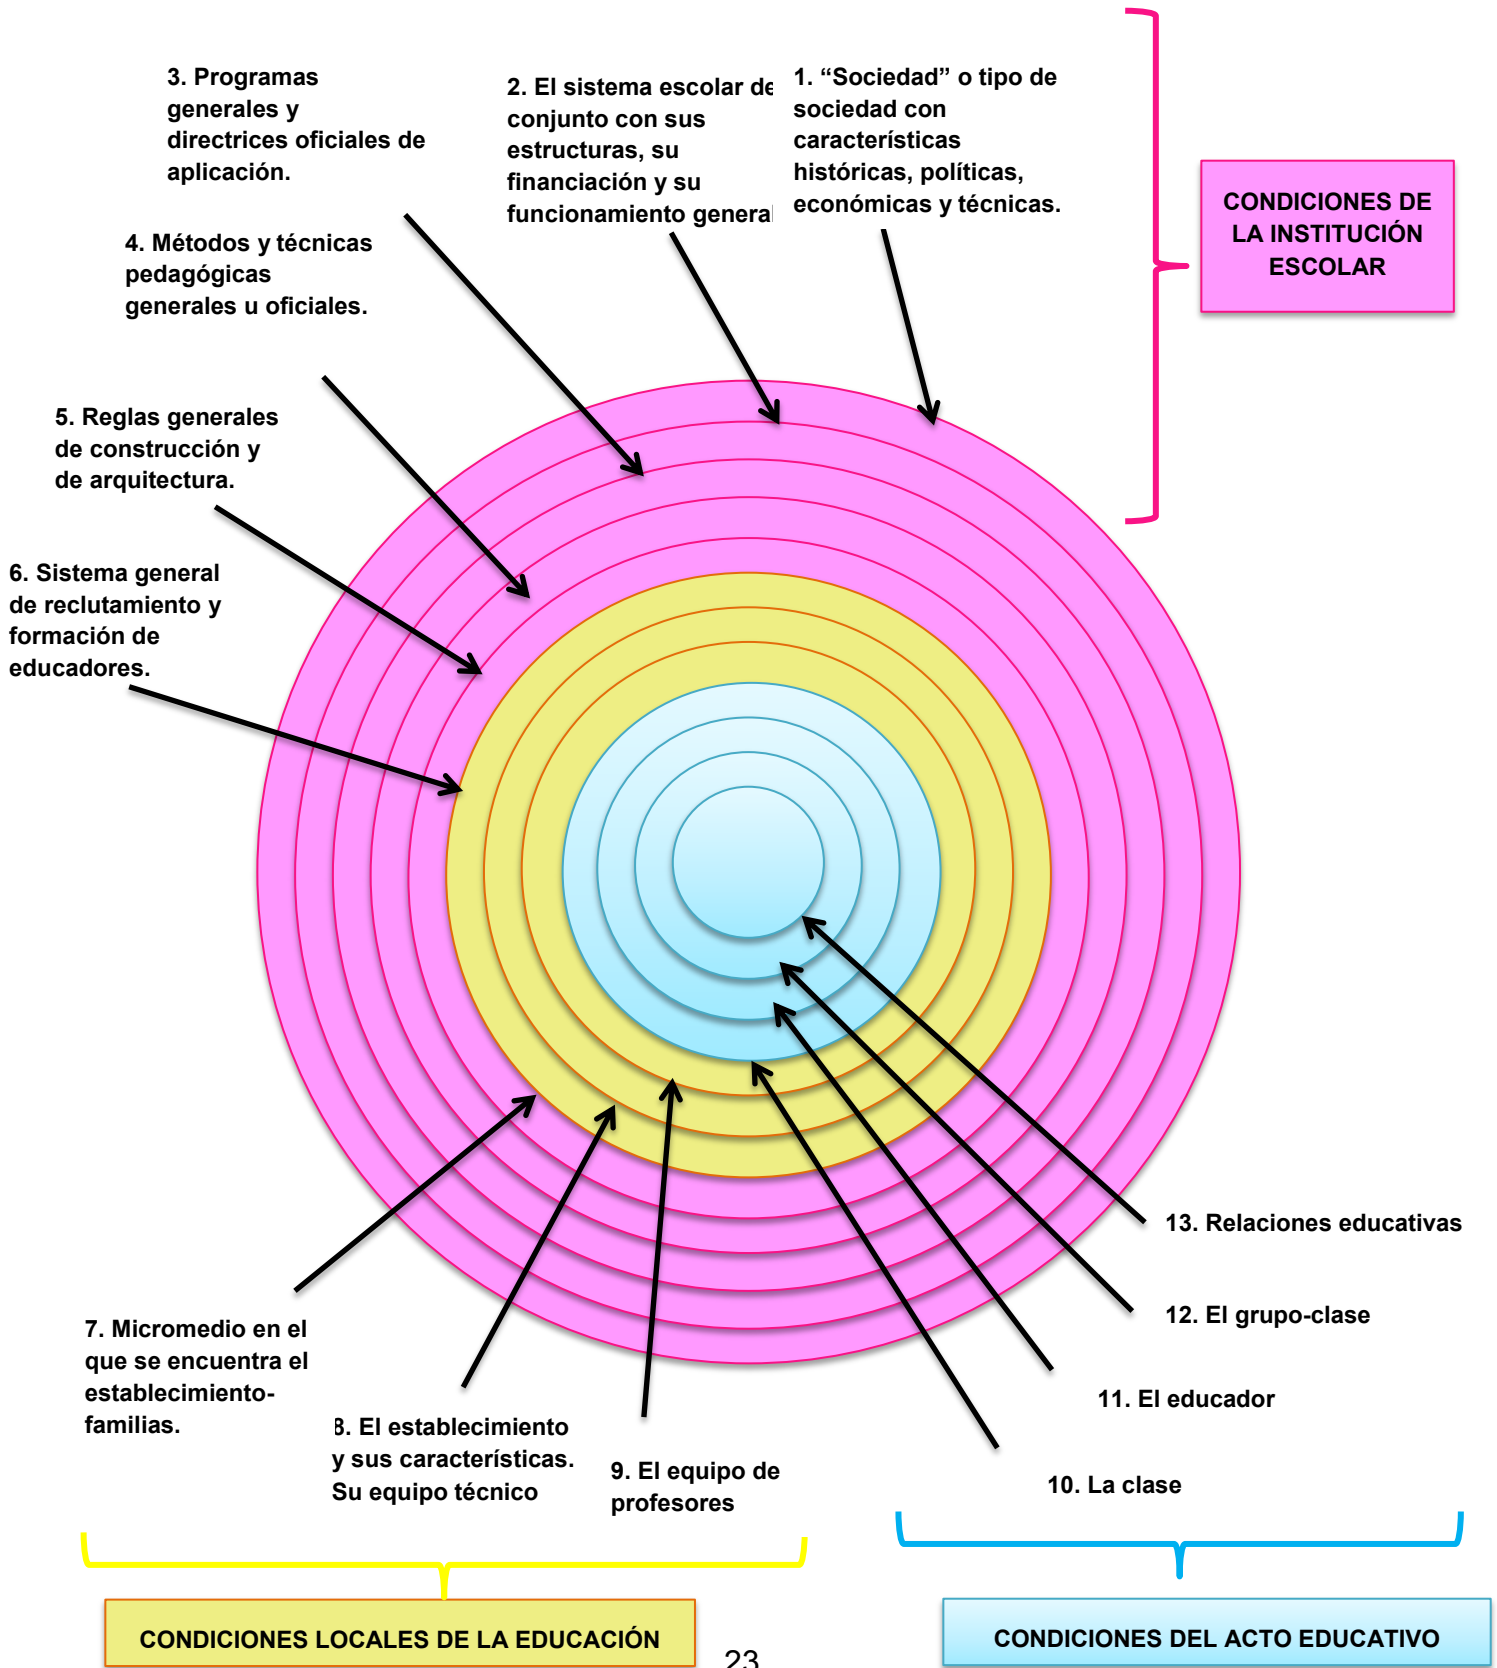 3. Programas
generales y
directrices oficiales de
aplicación.
2. El sistema escolar de
conjunto con sus
estructuras, su
financiación y su
funcionamiento general
1. “Sociedad” o tipo de
sociedad con
características
históricas, políticas,
económicas y técnicas.
CONDICIONES DE
LA INSTITUCIÓN
ESCOLAR
4. Métodos y técnicas
pedagógicas
generales u oficiales.
5. Reglas generales
de construcción y
de arquitectura.
6. Sistema general
de reclutamiento y
formación de
educadores.
7. Micromedio en el
que se encuentra el
establecimiento-
familias.
8. El establecimiento
y sus características.
Su equipo técnico
9. El equipo de
profesores
13. Relaciones educativas
12. El grupo-clase
11. El educador
10. La clase
CONDICIONES LOCALES DE LA EDUCACIÓN
CONDICIONES DEL ACTO EDUCATIVO
23